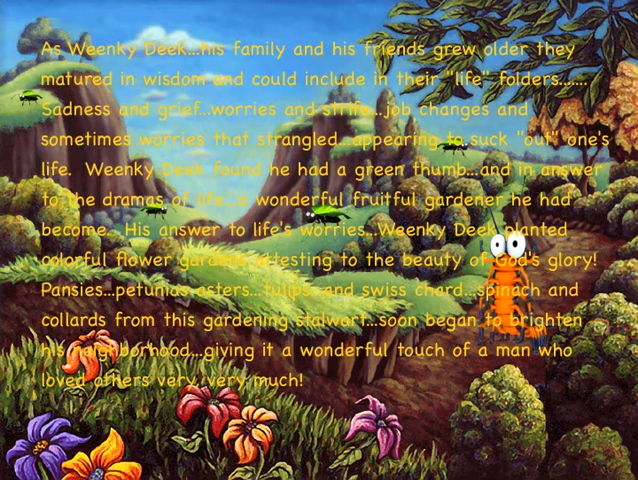 As Weenky Deek...his family and his friends grew older they
matured in wisdom and could include in their "life" folders......
Sadness and grief...worries and strife...job changes and
sometimes worries that strangled...appearing to suck "out" one's
life. Weenky Deek found he had a green thumb...and in answer
to the dramas of life...a wonderful fruitful gardener he had
become. His answer to life's worries...Weenky Deek planted
colorful flower gardens attesting to the beauty of God's glory!
Pansies...petunias asters...tulips...and swiss chard...spinach and
collards from this gardening stalwart...soon began to brighten
his neighborhood...giving it a wonderful touch of a man who
loved others very, very much!